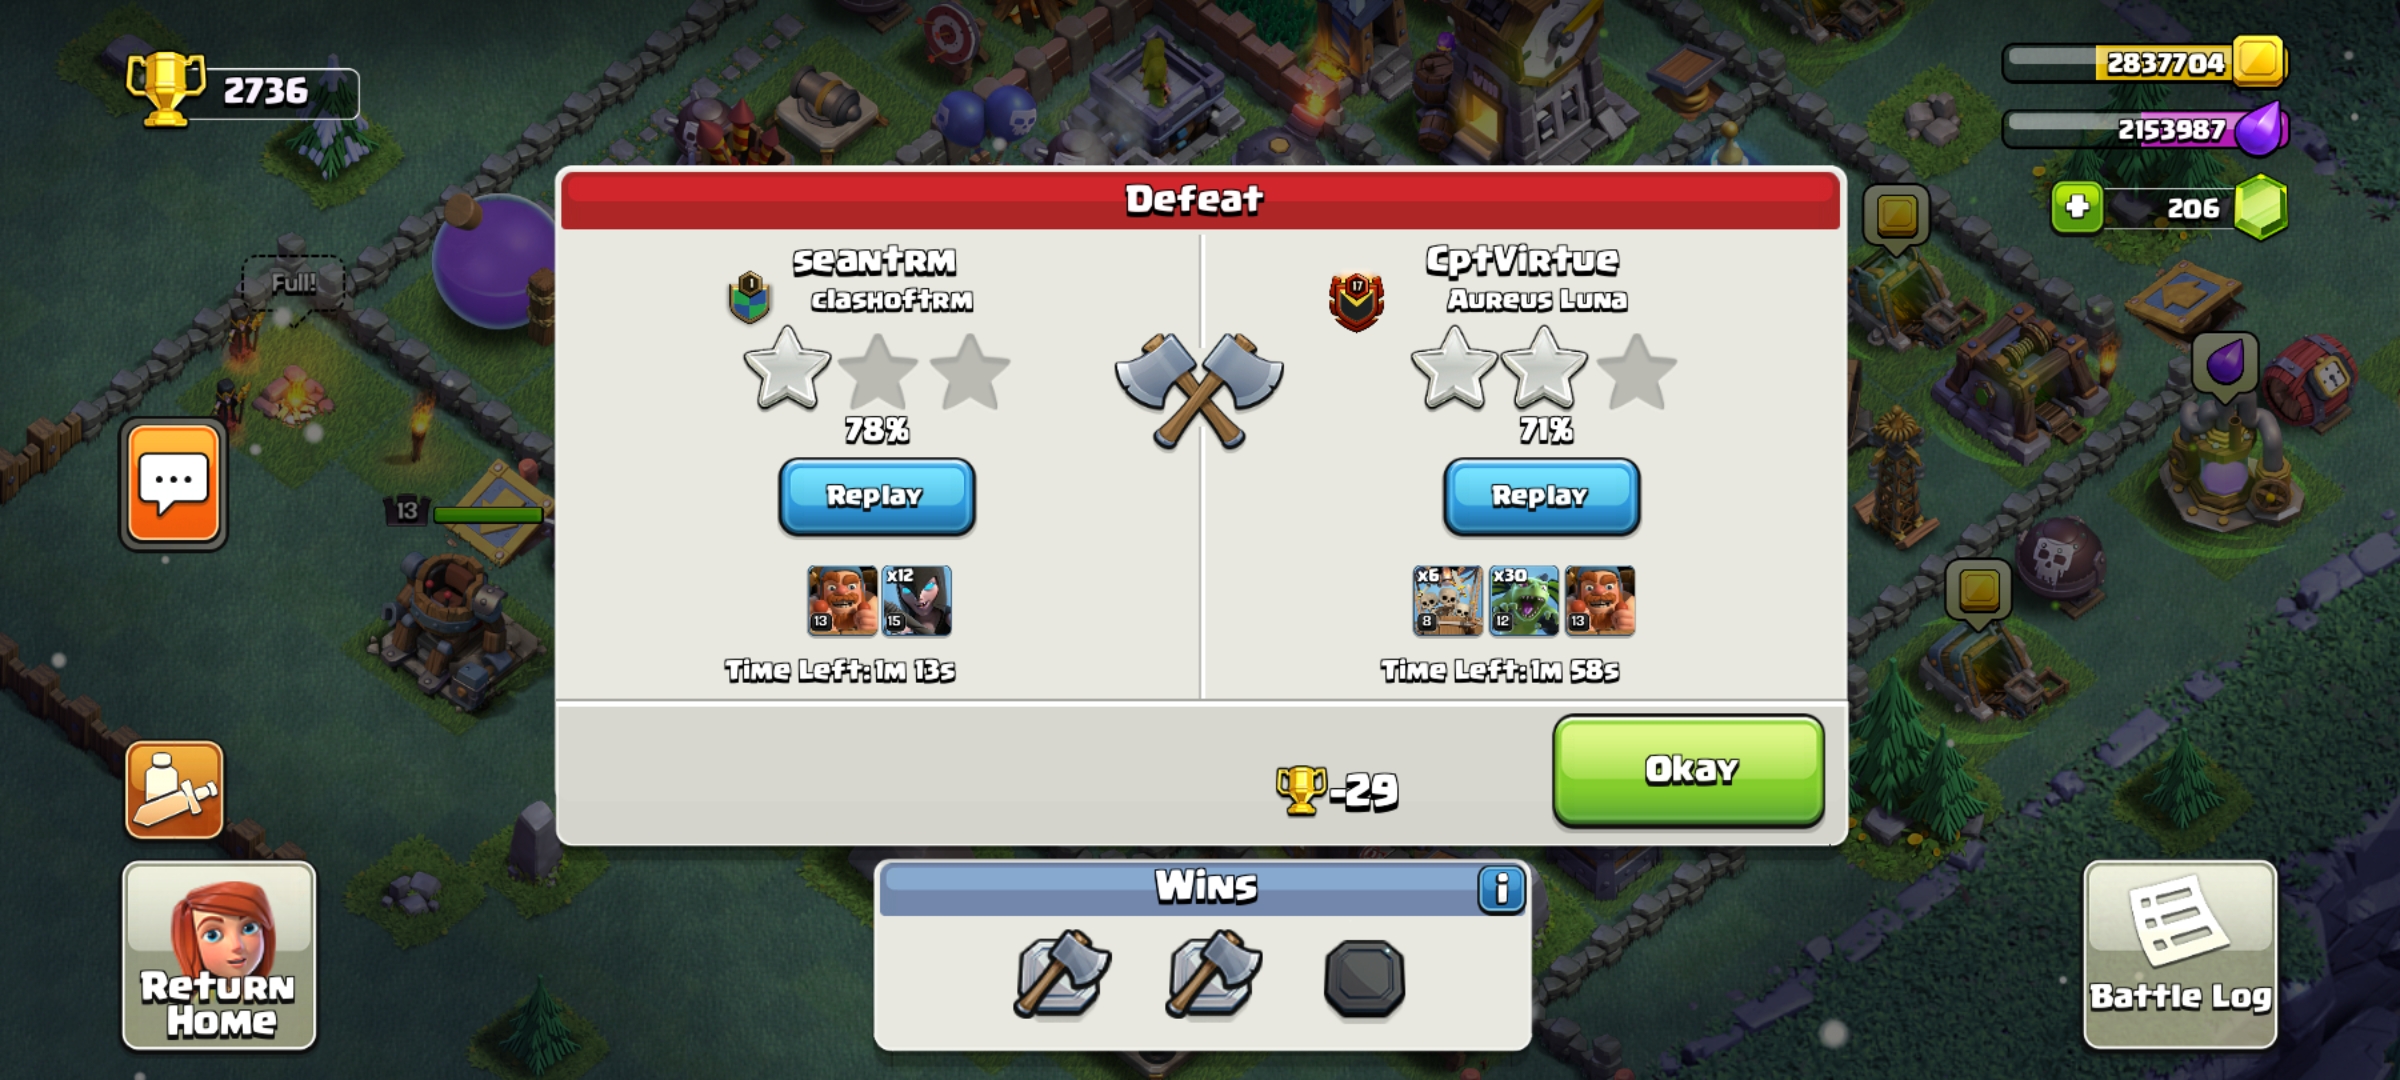 2736
2837704
2153987
206
Full!
13
Defeat
seantrm
clashoftrm
1
78%
Replay
13
x12
15
Time Left:1m 13s
CptVirtue
Aureus Luna
17
71%
Replay
x6
8
x30
12
13
Time Left:1m 58s
-29
Okay
Wins
i
Return
Home
Battle Log